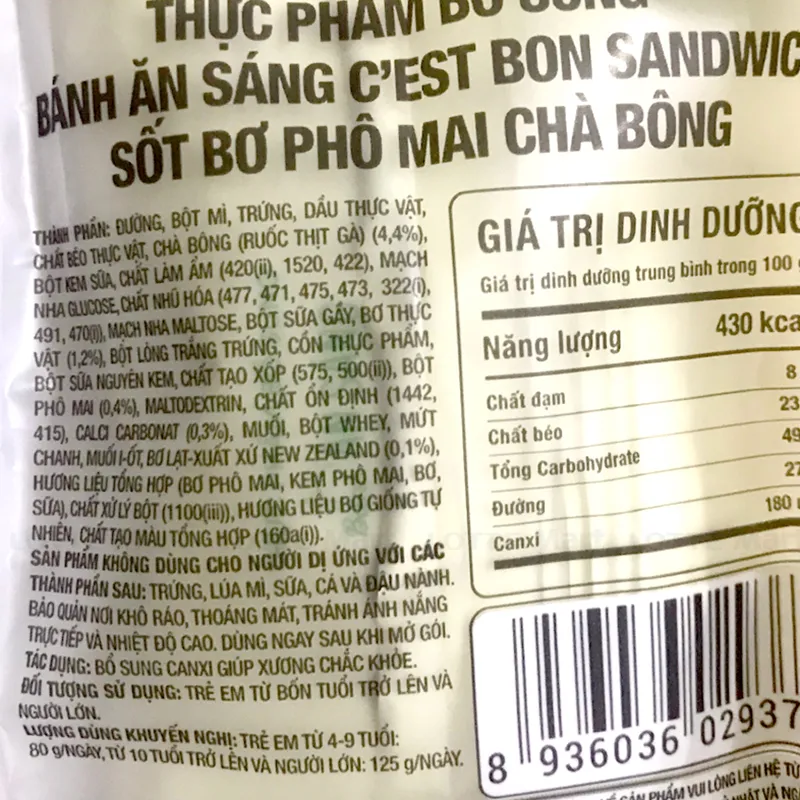 THỰC PHẨM BỔ SUNG
BÁNH ĂN SÁNG C'EST BON SANDWIC
SỐT BƠ PHÔ MAI CHÀ BÔNG
THÀNH PHẦN: ĐƯỜNG, BỘT MÌ, TRỨNG, DẦU THỰC VẬT,
CHẤT BÉO THỰC VẬT, CHÀ BÔNG (RUỐC THỊT GÀ) (4,4%),
BỘT KEM SỮA, CHẤT LÀM ẨM (420(ii), 1520, 422), MẠCH
NHA GLUCOSE, CHẤT NHŨ HÓA (477, 471, 475, 473, 322(i),
491, 470(i)), MẠCH NHA MALTOSE, BỘT SỮA GẦY, BƠ THỰC
VẬT (1,2%), BỘT LÒNG TRẮNG TRỨNG, CỒN THỰC PHẨM,
BỘT SỮA NGUYÊN KEM, CHẤT TẠO XỐP (575, 500(ii)), BỘT
PHÔ MAI (0,4%), MALTODEXTRIN, CHẤT ỔN ĐỊNH (1442,
415), CALCI CARBONAT (0,3%), MUỐI, BỘT WHEY, MỨT
CHANH, MUỐI I-ỐT, BƠ LẠT-XUẤT XỨ NEW ZEALAND (0,1%),
HƯƠNG LIỆU TỔNG HỢP (BƠ PHÔ MAI, KEM PHÔ MAI, BƠ,
SỮA), CHẤT XỬ LÝ BỘT (1100(iii)), HƯƠNG LIỆU BƠ GIỐNG TỰ
NHIÊN, CHẤT TẠO MÀU TỔNG HỢP (160a(i)).
SẢN PHẨM KHÔNG DÙNG CHO NGƯỜI DỊ ỨNG VỚI CÁC
THÀNH PHẦN SAU: TRỨNG, LÚA MÌ, SỮA, CÁ VÀ ĐẬU NÀNH.
BẢO QUẢN NƠI KHÔ RÁO, THOÁNG MÁT, TRÁNH ÁNH NẮNG
TRỰC TIẾP VÀ NHIỆT ĐỘ CAO. DÙNG NGAY SAU KHI MỞ GÓI.
TÁC DỤNG: BỔ SUNG CANXI GIÚP XƯƠNG CHẮC KHỎE.
ĐỐI TƯỢNG SỬ DỤNG: TRẺ EM TỪ BỐN TUỔI TRỞ LÊN VÀ
NGƯỜI LỚN.
LƯỢNG DÙNG KHUYẾN NGHỊ: TRẺ EM TỪ 4-9 TUỔI:
80 g/NGÀY, TỪ 10 TUỔI TRỞ LÊN VÀ NGƯỜI LỚN: 125 g/NGÀY.
GIÁ TRỊ DINH DƯỠNG
Giá trị dinh dưỡng trung bình trong 100 g
Năng lượng 430 kca
Chất đạm 8
Chất béo 23
Tổng Carbohydrate 49
Đường 27
Canxi 180
8 936036 02937
SẢN PHẨM VUI LÒNG LIÊN HỆ TỪ